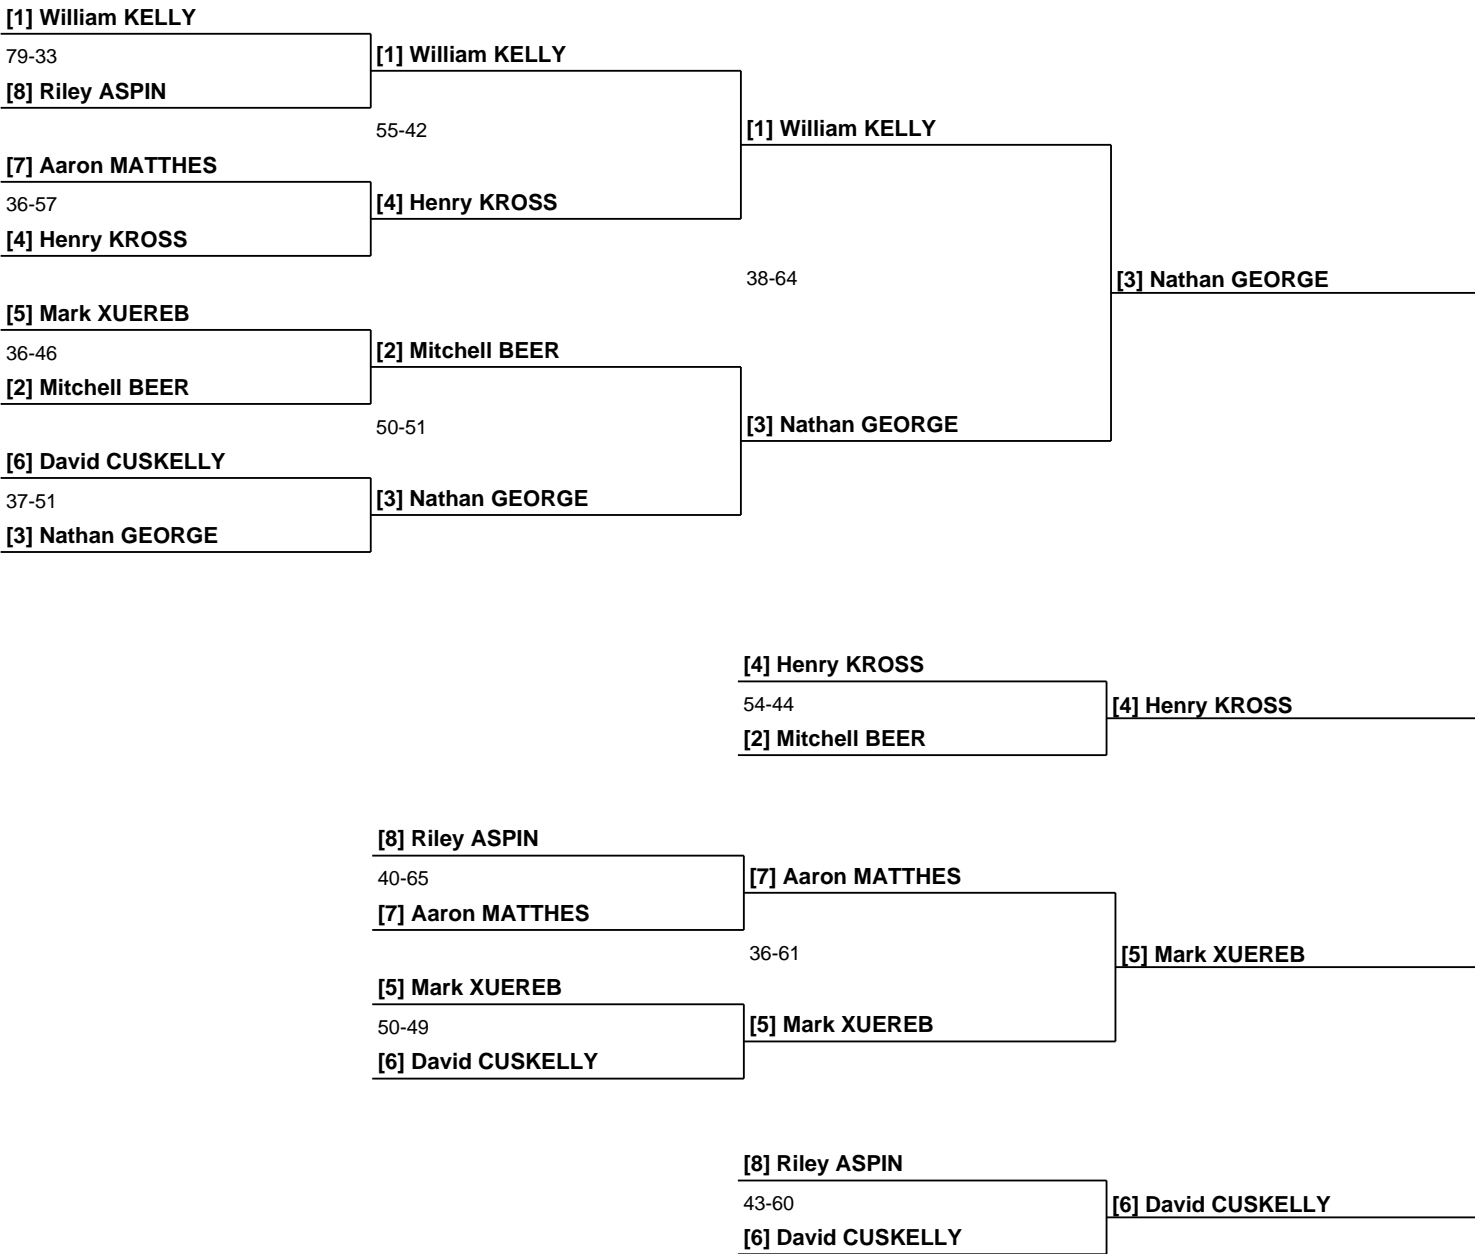 [1] William KELLY
79-33
[1] William KELLY
[8] Riley ASPIN
55-42
[1] William KELLY
[7] Aaron MATTHES
36-57
[4] Henry KROSS
[4] Henry KROSS
38-64
[3] Nathan GEORGE
[5] Mark XUEREB
36-46
[2] Mitchell BEER
[2] Mitchell BEER
50-51
[3] Nathan GEORGE
[6] David CUSKELLY
37-51
[3] Nathan GEORGE
[3] Nathan GEORGE
[4] Henry KROSS
54-44
[4] Henry KROSS
[2] Mitchell BEER
[8] Riley ASPIN
40-65
[7] Aaron MATTHES
[7] Aaron MATTHES
36-61
[5] Mark XUEREB
[5] Mark XUEREB
50-49
[5] Mark XUEREB
[6] David CUSKELLY
[8] Riley ASPIN
43-60
[6] David CUSKELLY
[6] David CUSKELLY